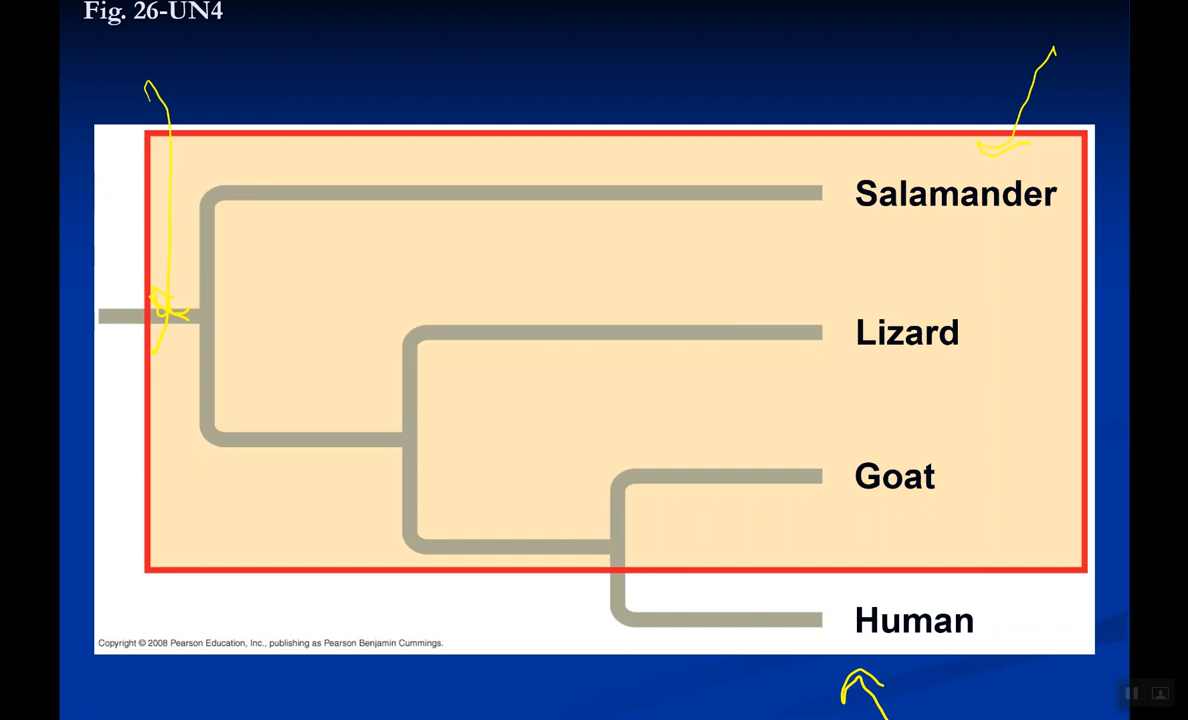 Fig. 26-UN4
Salamander
Lizard
Goat
Human
Copyright © 2008 Pearson Education, Inc., publishing as Pearson Benjamin Cummings.